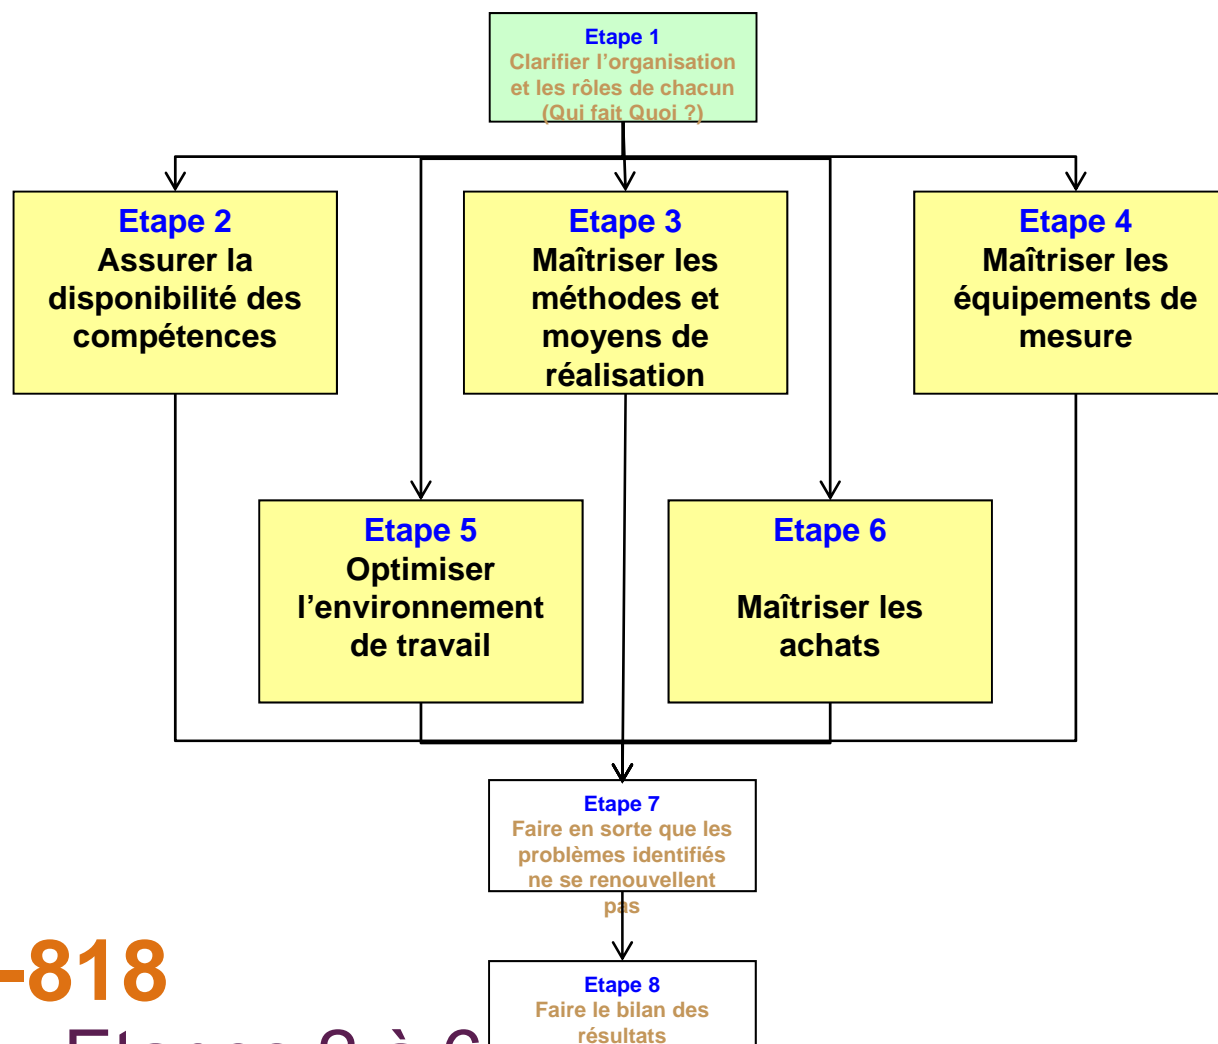 Etape 1
Clarifier l’organisation
et les rôles de chacun
(Qui fait Quoi ?)
Etape 2
Assurer la
disponibilité des
compétences
Etape 3
Maîtriser les
méthodes et
moyens de
réalisation
Etape 4
Maîtriser les
équipements de
mesure
Etape 5
Optimiser
l’environnement
de travail
Etape 6
Maîtriser les
achats
Etape 7
Faire en sorte que les
problèmes identifiés
ne se renouvellent
pas
Etape 8
Faire le bilan des
résultats
-818